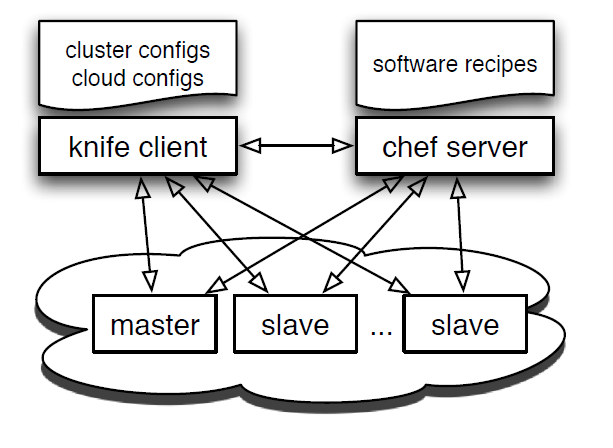 cluster configs
cloud configs
software recipes
knife client
chef server
master
slave
...
slave